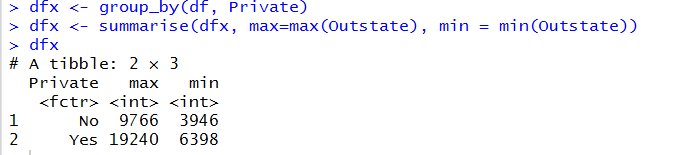 > dfx <- group_by(df, Private)
> dfx <- summarise(dfx, max=max(Outstate), min = min(Outstate))
> dfx
# A tibble: 2 × 3
  Private   max   min
   <fctr> <int> <int>
1      No  9766  3946
2     Yes 19240  6398